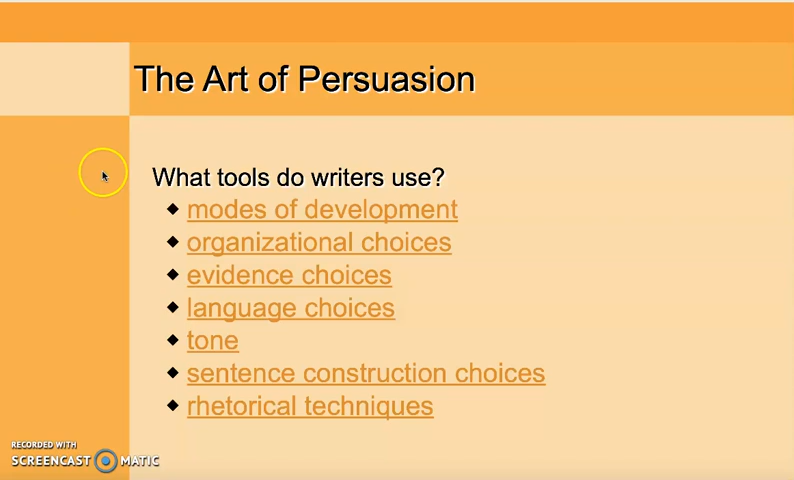 The Art of Persuasion
What tools do writers use?
modes of development
organizational choices
evidence choices
language choices
tone
sentence construction choices
rhetorical techniques
RECORDED WITH
SCREENCAST MATIC